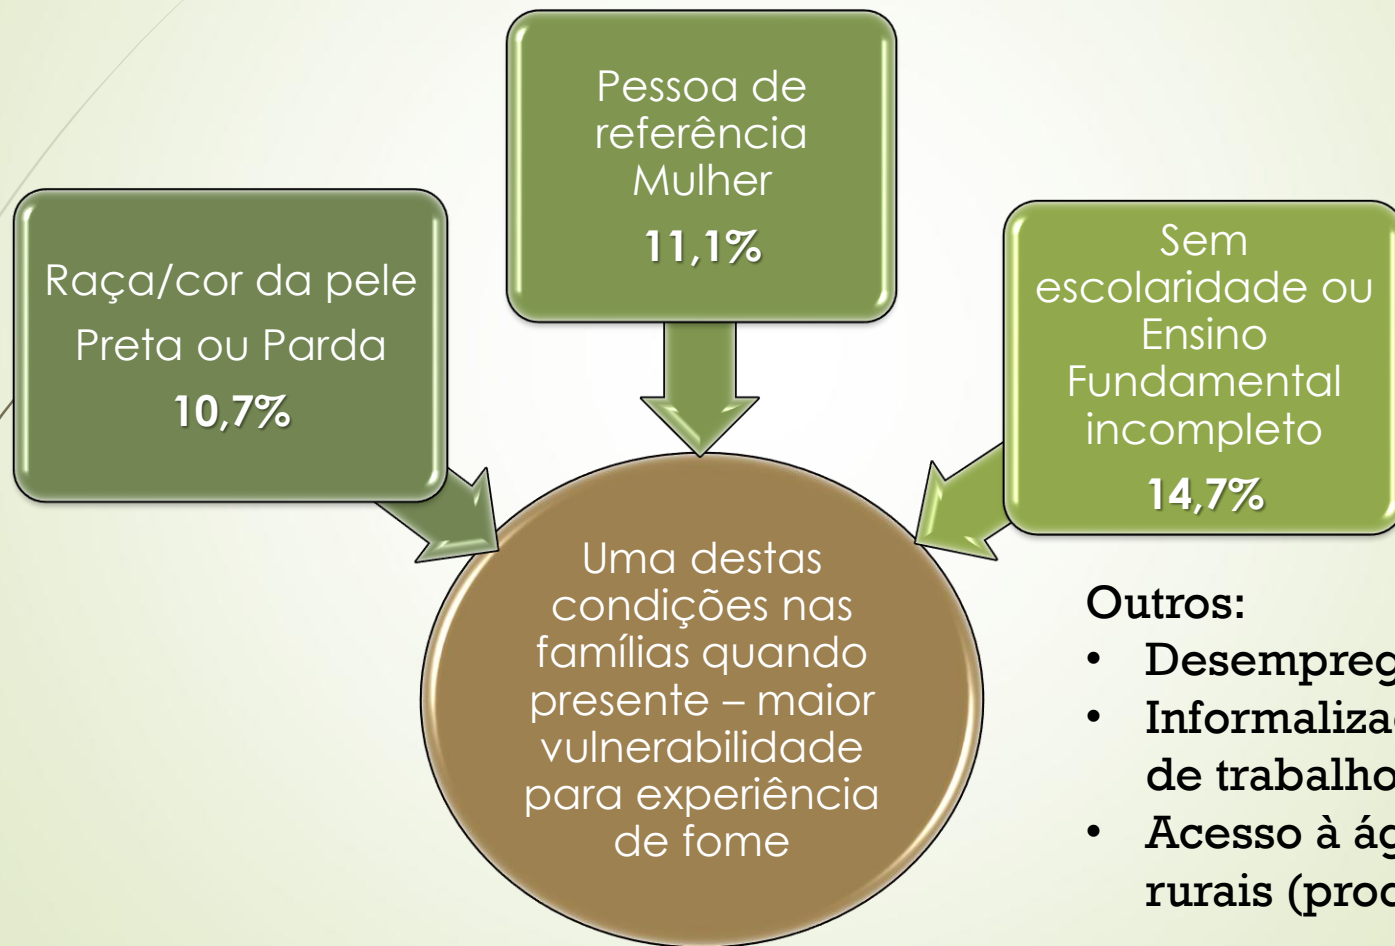 Pessoa de
referência
Mulher
11,1%
Raça/cor da pele
Preta ou Parda
10,7%
Sem
escolaridade ou
Ensino
Fundamental
incompleto
14,7%
Uma destas
condições nas
famílias quando
presente – maior
vulnerabilidade
para experiência
de fome
Outros:
• 
• 
de trabalho
• Acesso à
rurais